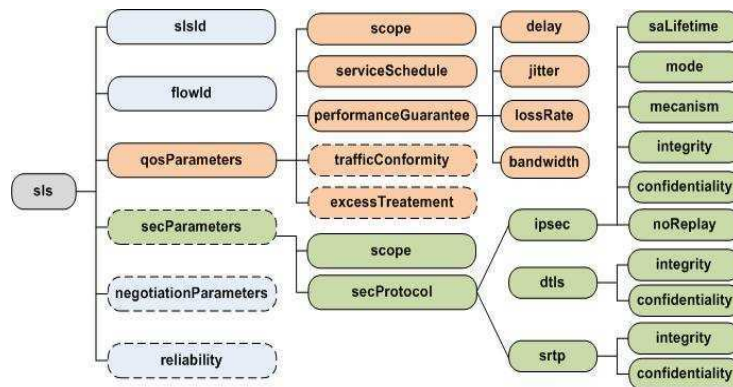 sls
slsId
flowId
qosParameters
secParameters
negotiationParameters
reliability
scope
serviceSchedule
performanceGuarantee
trafficConformity
excessTreatement
scope
secProtocol
delay
jitter
lossRate
bandwidth
ipsec
dtls
srtp
saLifetime
mode
mecanism
integrity
confidentiality
noReplay
integrity
confidentiality
integrity
confidentiality